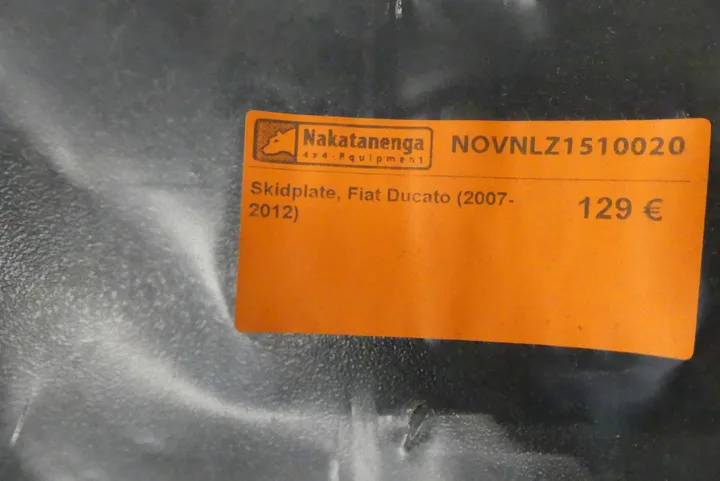 Nakatanenga
4x4-Equipment
NOVNLZ1510020
Skidplate, Fiat Ducato (2007-
2012)
129 €